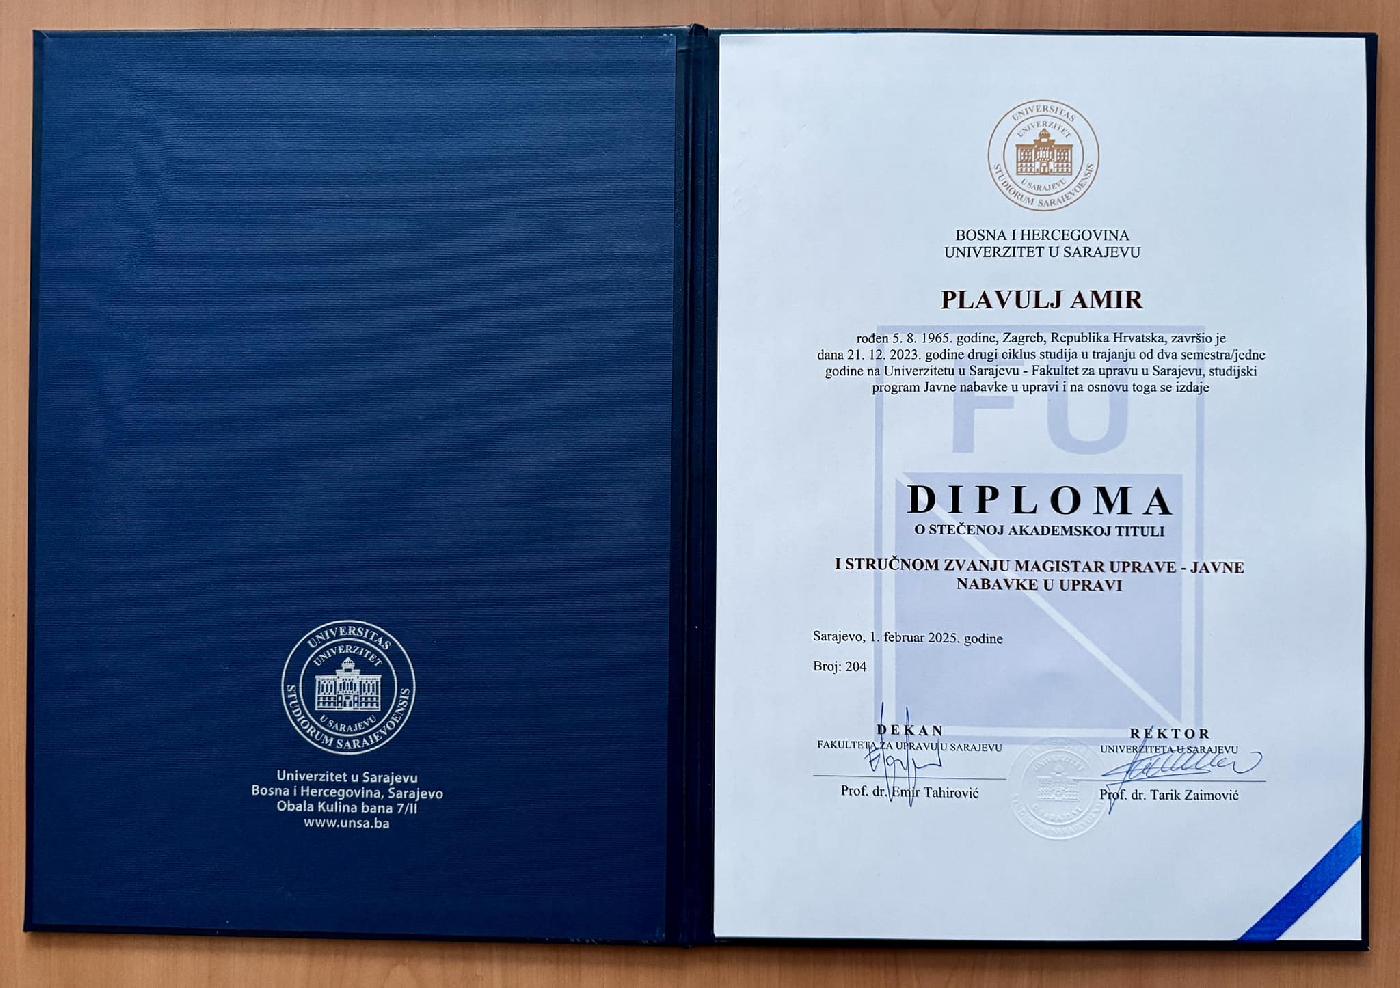 UNIVERSITAS
UNIVERZITET
U SARAJEVU
STUDIORUM SARAIEVOENSIS
Univerzitet u Sarajevu
Bosna i Hercegovina, Sarajevo
Obala Kulina bana 7/II
www.unsa.ba
UNIVERSITAS
UNIVERZITET
U SARAJEVU
STUDIORUM SARAIEVOENSIS
BOSNA I HERCEGOVINA
UNIVERZITET U SARAJEVU
PLAVULJ AMIR
rođen 5. 8. 1965. godine, Zagreb, Republika Hrvatska, završio je
dana 21. 12. 2023. godine drugi ciklus studija u trajanju od dva semestra/jedne
godine na Univerzitetu u Sarajevu - Fakultet za upravu u Sarajevu, studijski
program Javne nabavke u upravi i na osnovu toga se izdaje
FU
DIPLOMA
O STEČENOJ AKADEMSKOJ TITULI
I STRUČNOM ZVANJU MAGISTAR UPRAVE - JAVNE
NABAVKE U UPRAVI
Sarajevo, 1. februar 2025. godine
Broj: 204
DEKAN
FAKULTETA ZA UPRAVU U SARAJEVU
Prof. dr. Emir Tahirović
REKTOR
UNIVERZITETA U SARAJEVU
Prof. dr. Tarik Zaimović